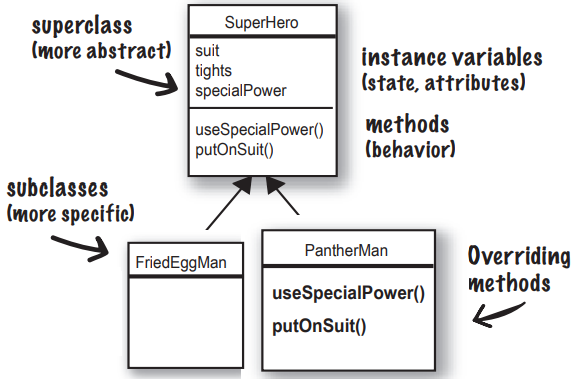 superclass
(more abstract)
SuperHero
suit
tights
specialPower
useSpecialPower()
putOnSuit()
instance variables
(state, attributes)
methods
(behavior)
subclasses
(more specific)
FriedEggMan
PantherMan
useSpecialPower()
putOnSuit()
Overriding
methods